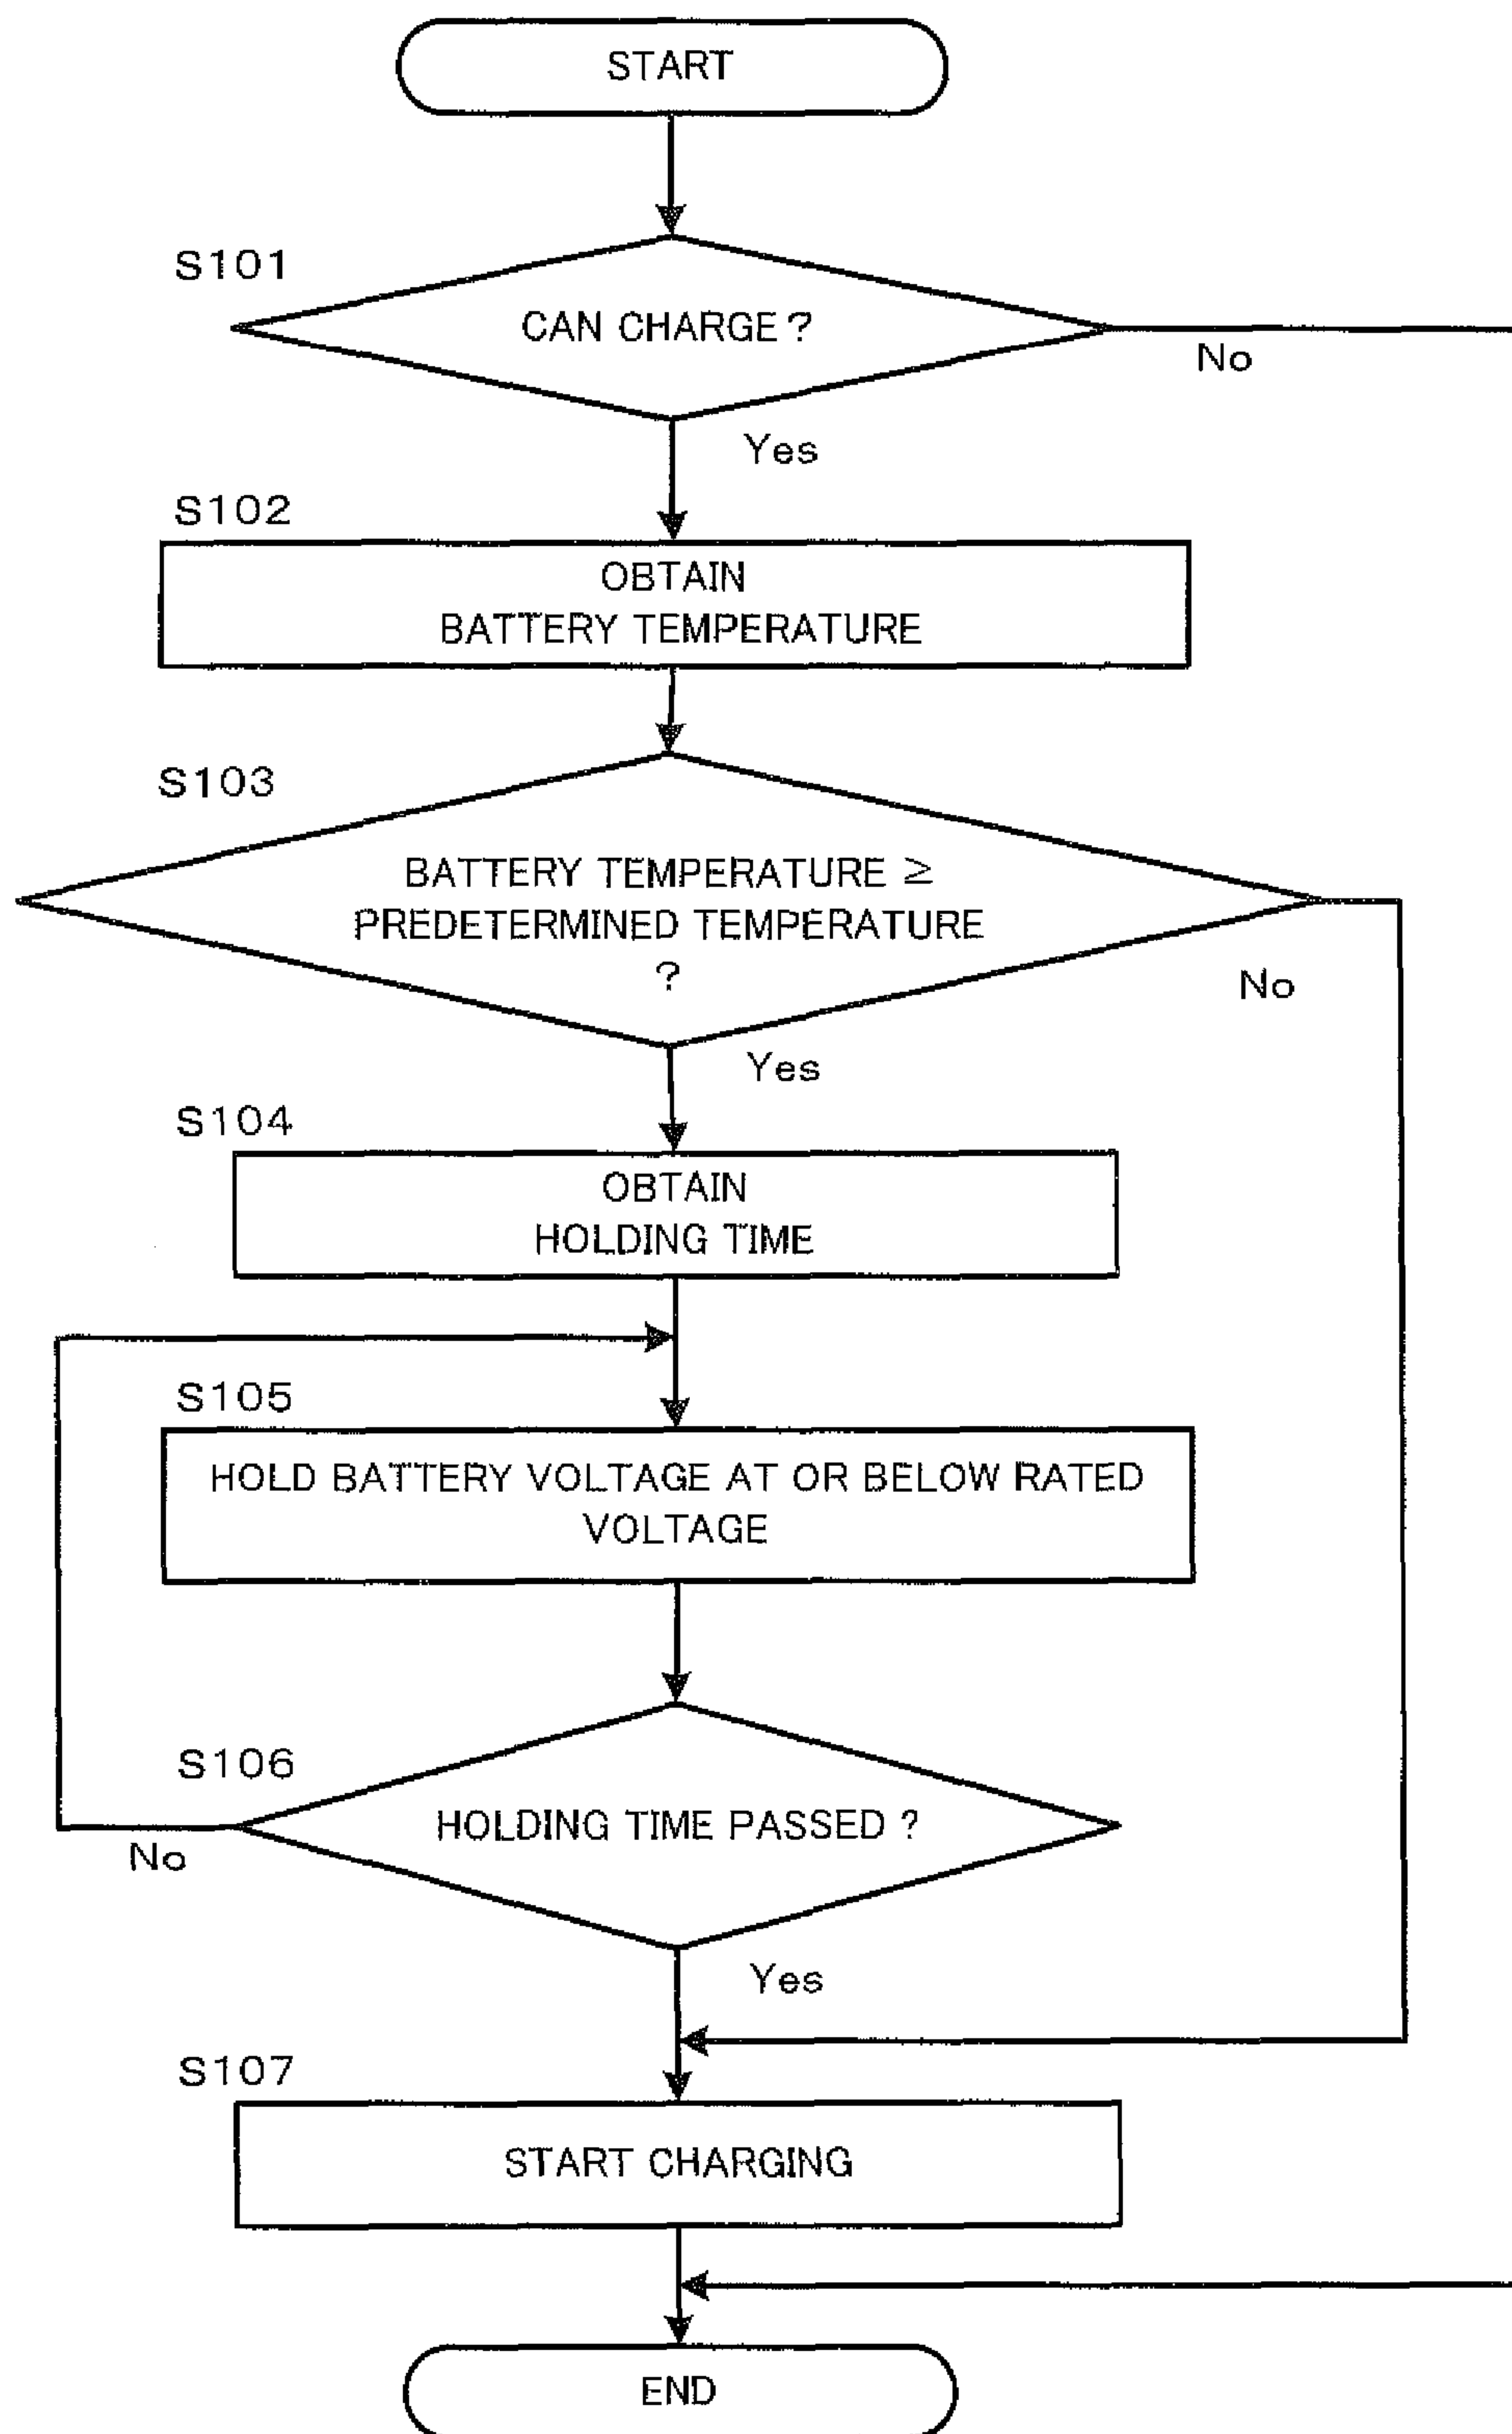 START
S101
CAN CHARGE ?
No
Yes
S102
OBTAIN
BATTERY TEMPERATURE
S103
BATTERY TEMPERATURE ≥
PREDETERMINED TEMPERATURE
?
No
Yes
S104
OBTAIN
HOLDING TIME
S105
HOLD BATTERY VOLTAGE AT OR BELOW RATED
VOLTAGE
S106
HOLDING TIME PASSED ?
No
Yes
S107
START CHARGING
END